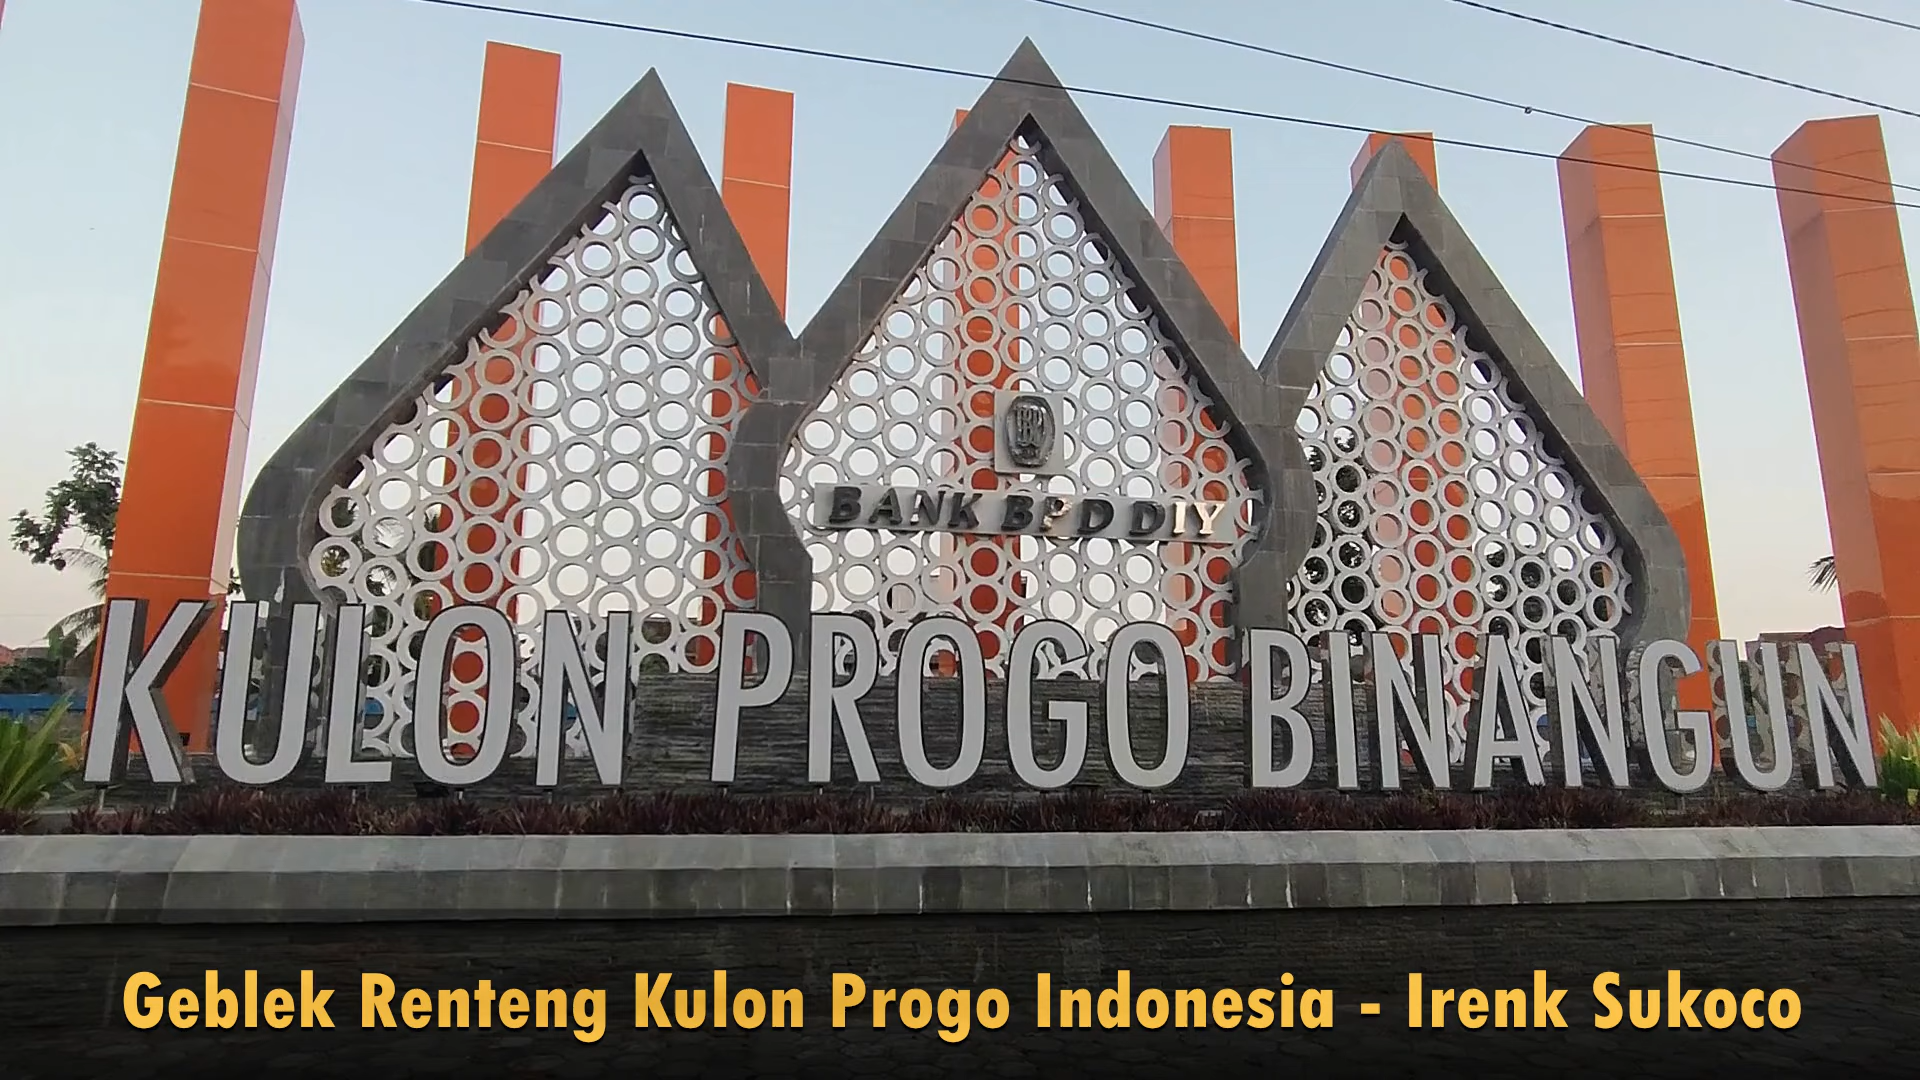 BANK BPD DIY
KULON PROGO BINANGUN
Geblek Renteng Kulon Progo Indonesia - Irenk Sukoco